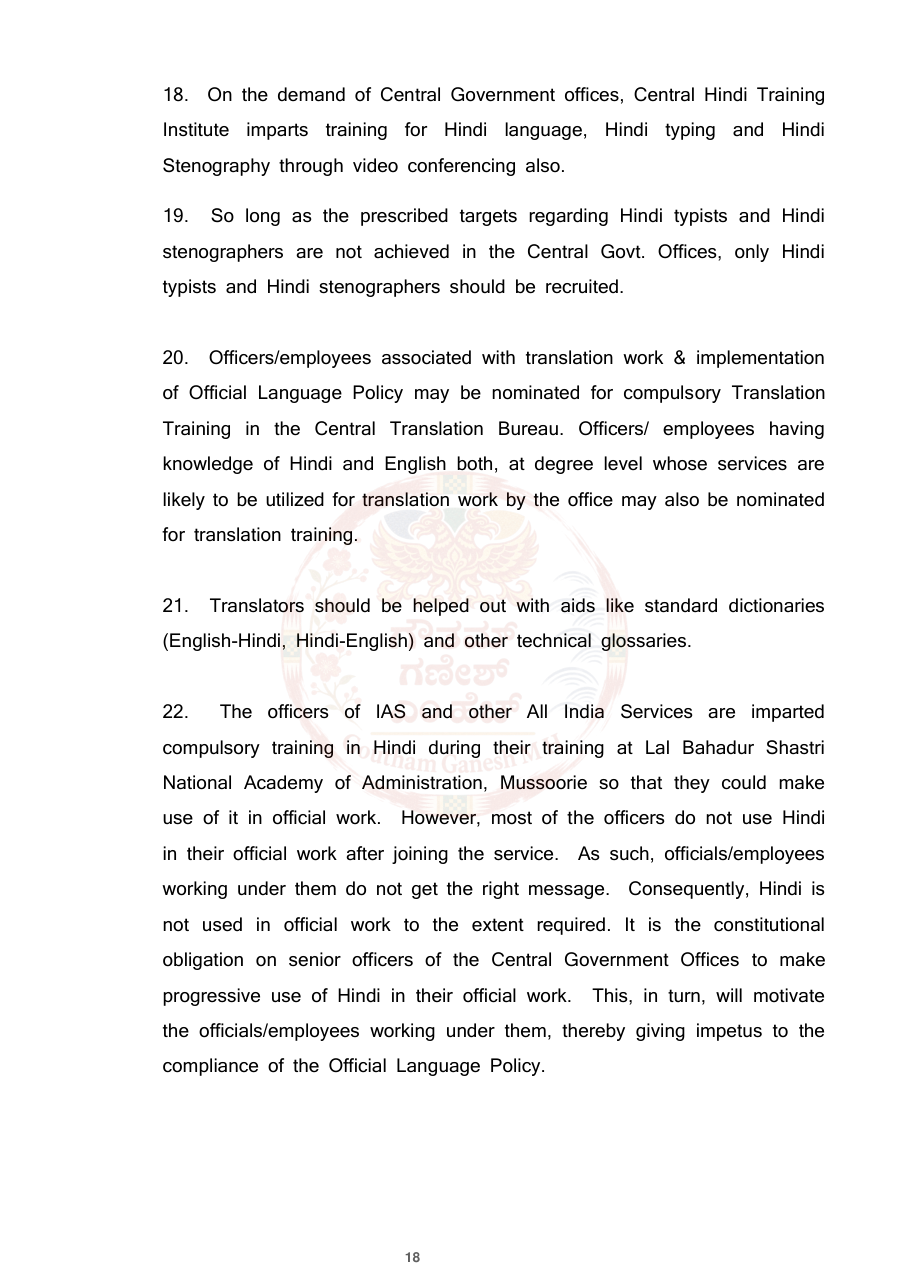 18. On the demand of Central Government offices, Central Hindi Training
Institute imparts training for Hindi language, Hindi typing and Hindi
Stenography through video conferencing also.
19. So long as the prescribed targets regarding Hindi typists and Hindi
stenographers are not achieved in the Central Govt. Offices, only Hindi
typists and Hindi stenographers should be recruited.
20. Officers/employees associated with translation work & implementation
of Official Language Policy may be nominated for compulsory Translation
Training in the Central Translation Bureau. Officers/ employees having
knowledge of Hindi and English both, at degree level whose services are
likely to be utilized for translation work by the office may also be nominated
for translation training.
21. Translators should be helped out with aids like standard dictionaries
(English-Hindi, Hindi-English) and other technical glossaries.
ಗೌತಮ್
ಗಣೇಶ್
ಎಂ.ಹೆಚ್
Goutham Ganesh M H
22. The officers of IAS and other All India Services are imparted
compulsory training in Hindi during their training at Lal Bahadur Shastri
National Academy of Administration, Mussoorie so that they could make
use of it in official work. However, most of the officers do not use Hindi
in their official work after joining the service. As such, officials/employees
working under them do not get the right message. Consequently, Hindi is
not used in official work to the extent required. It is the constitutional
obligation on senior officers of the Central Government Offices to make
progressive use of Hindi in their official work. This, in turn, will motivate
the officials/employees working under them, thereby giving impetus to the
compliance of the Official Language Policy.
18